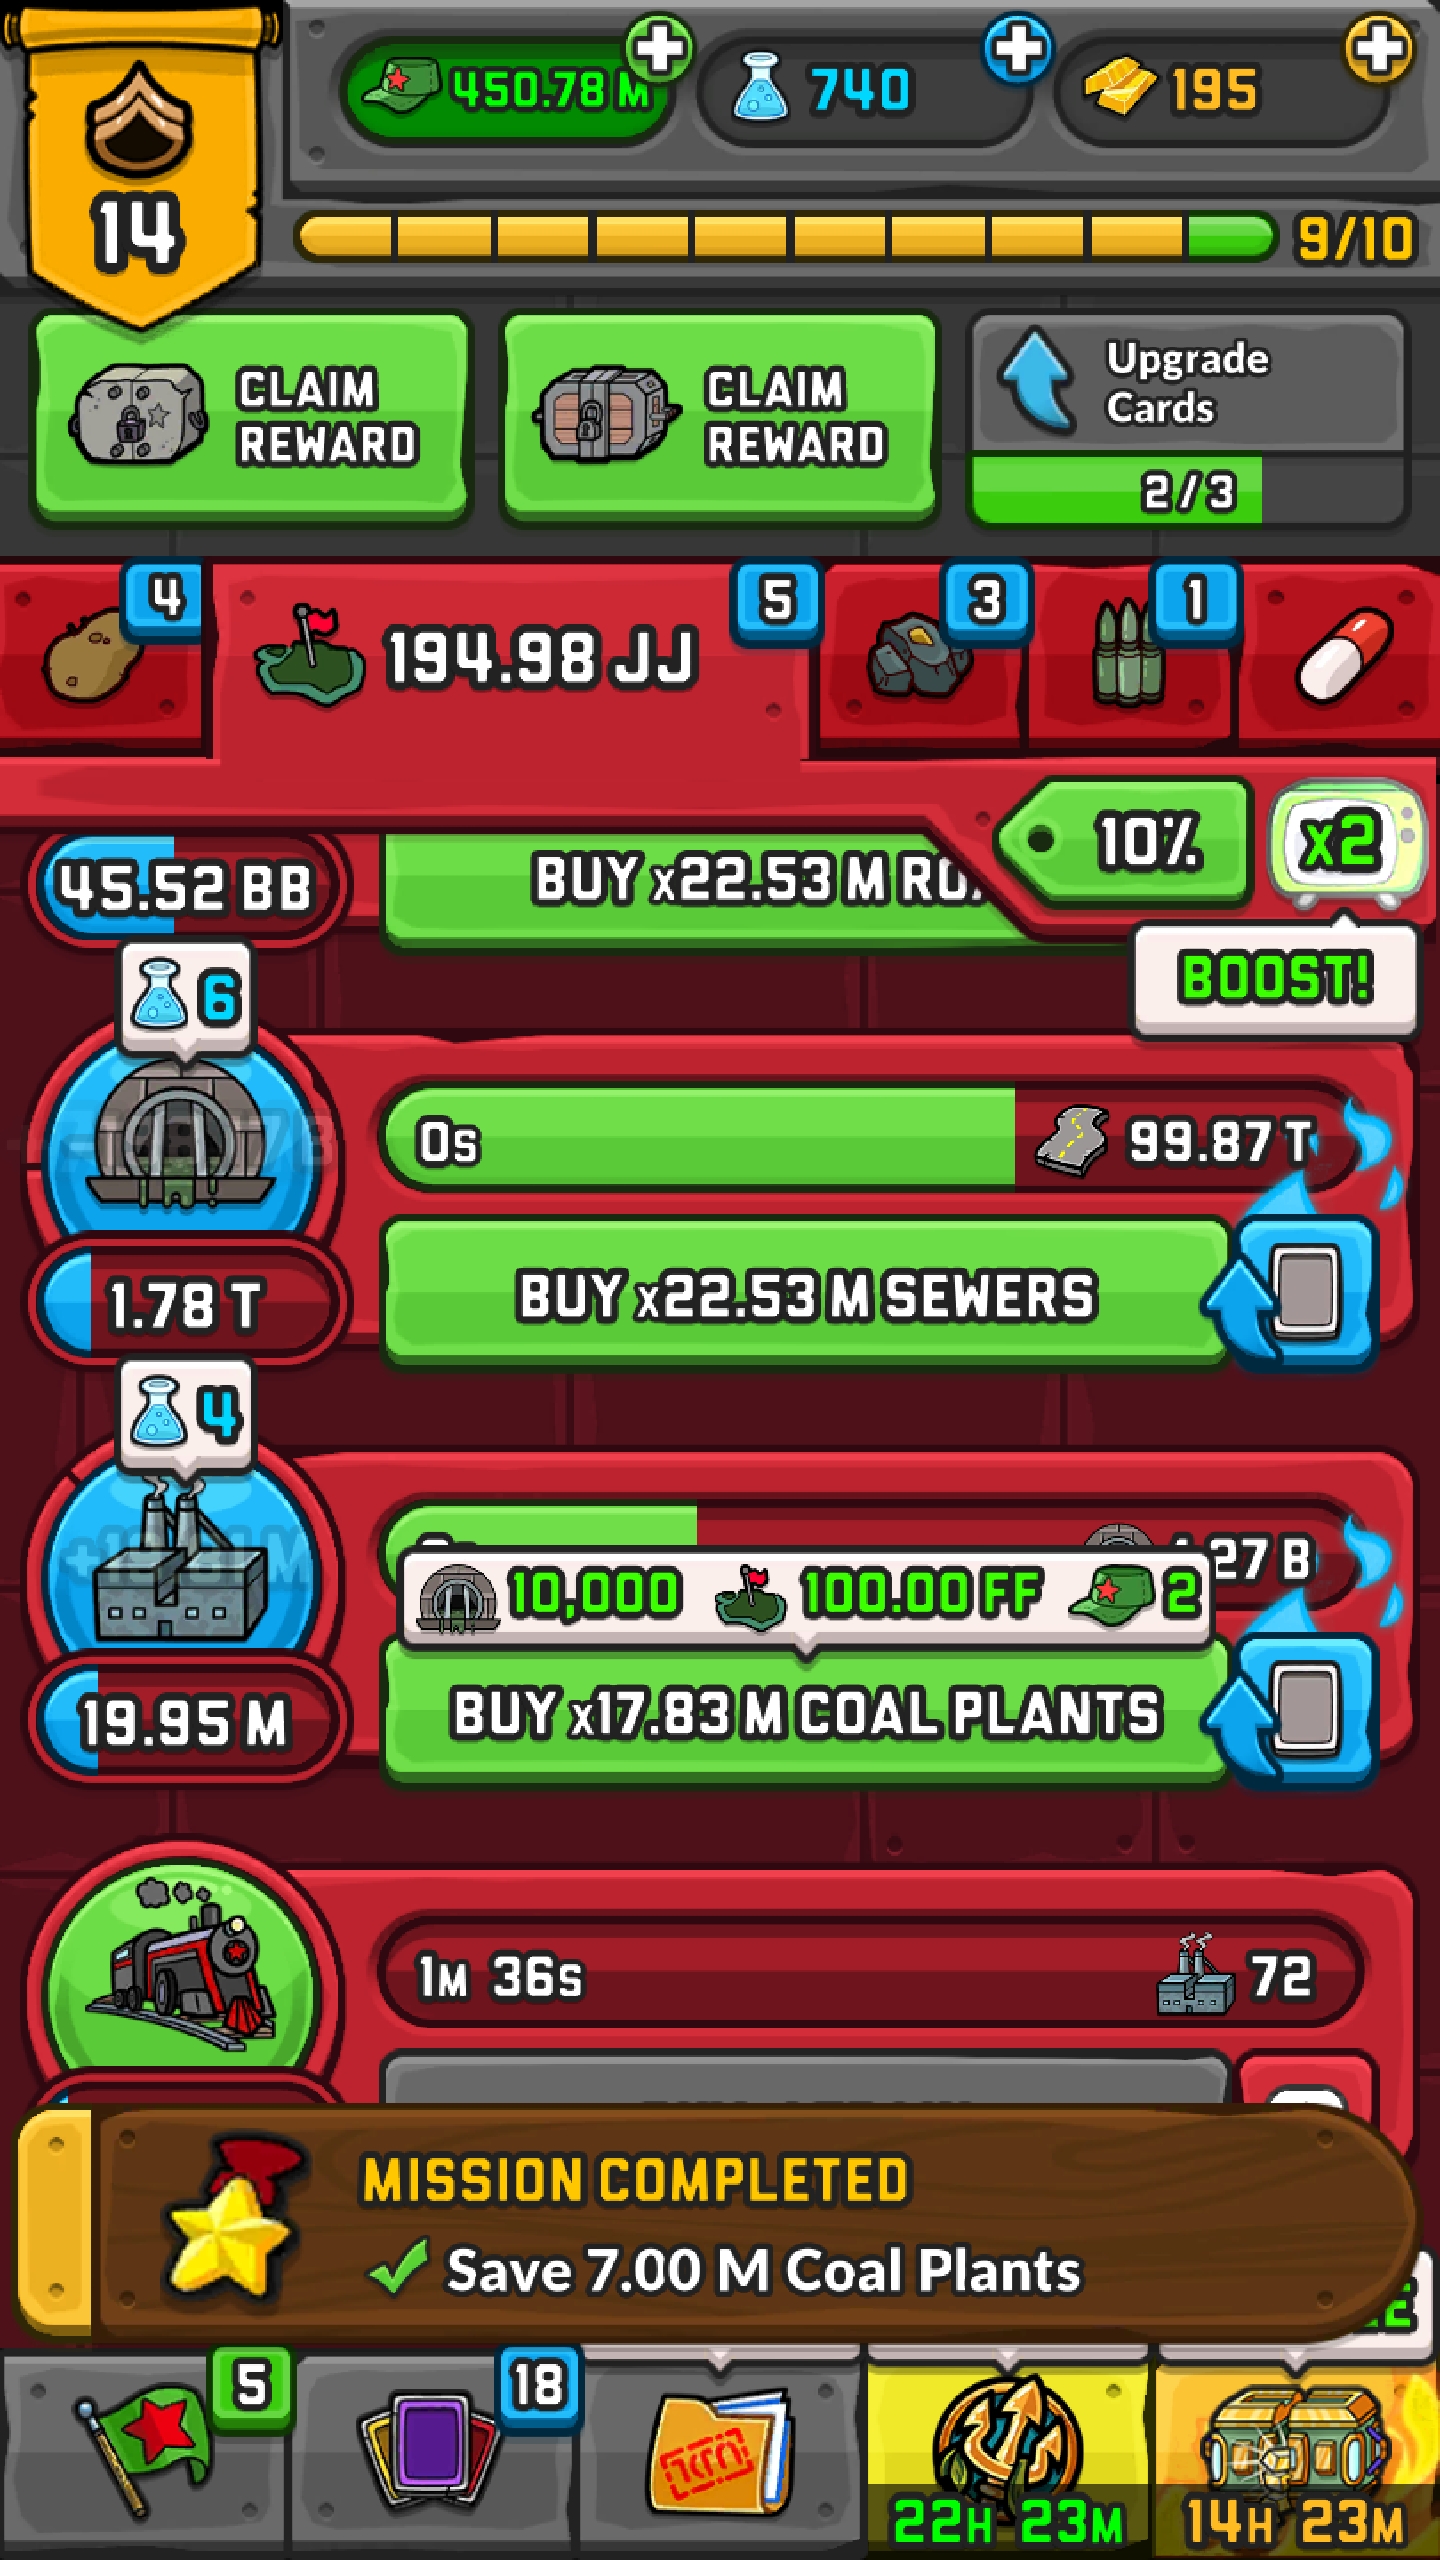 14
450.78 M
740
195
9/10
CLAIM
REWARD
CLAIM
REWARD
Upgrade
Cards
2/3
4
194.98 JJ
5
3
1
10%
x2
BOOST!
45.52 BB
BUY x22.53 M
6
0s
99.87 T
BUY x22.53 M SEWERS
1.78 T
4
27 B
10,000
100.00 FF
2
BUY x17.83 M COAL PLANTS
19.95 M
1M 36s
72
MISSION COMPLETED
Save 7.00 M Coal Plants
5
18
22H 23M
14H 23M